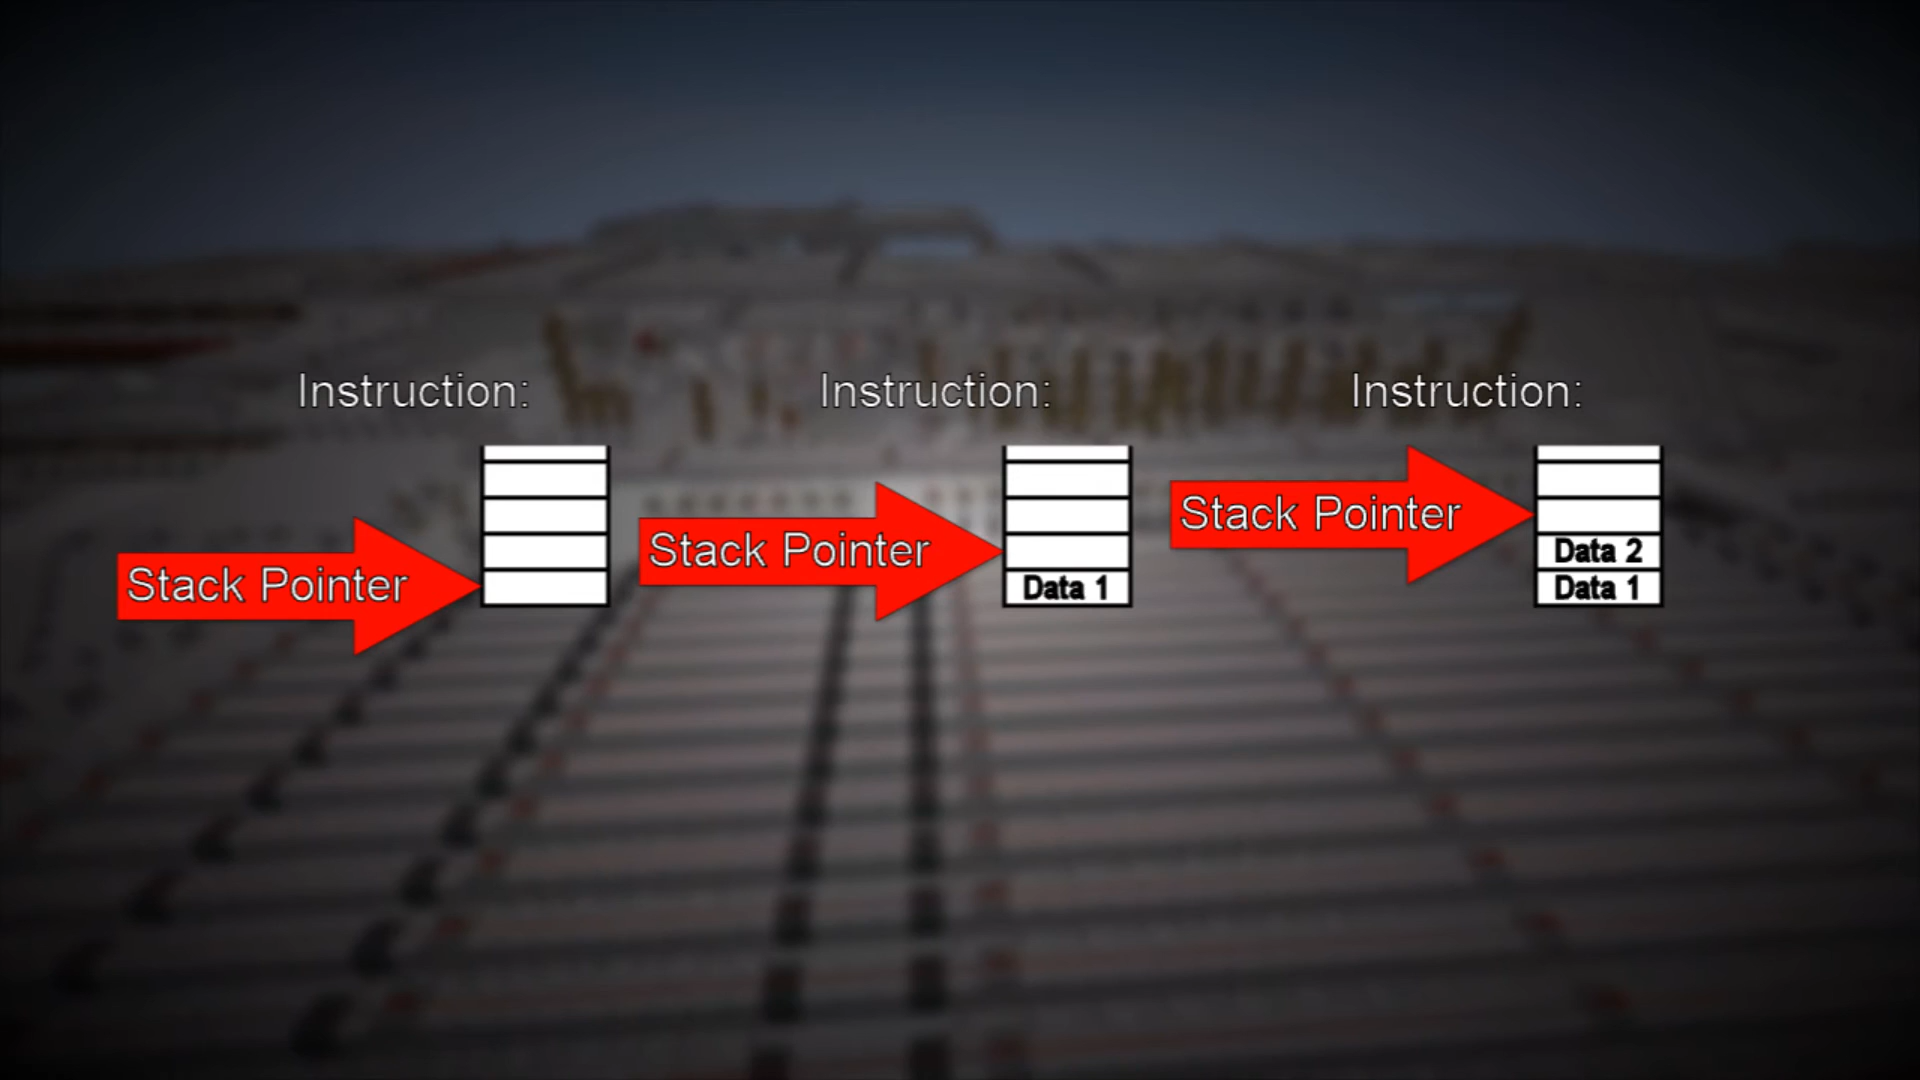 Instruction:
Instruction:
Instruction:
Stack Pointer
Stack Pointer
Data 1
Stack Pointer
Data 2
Data 1